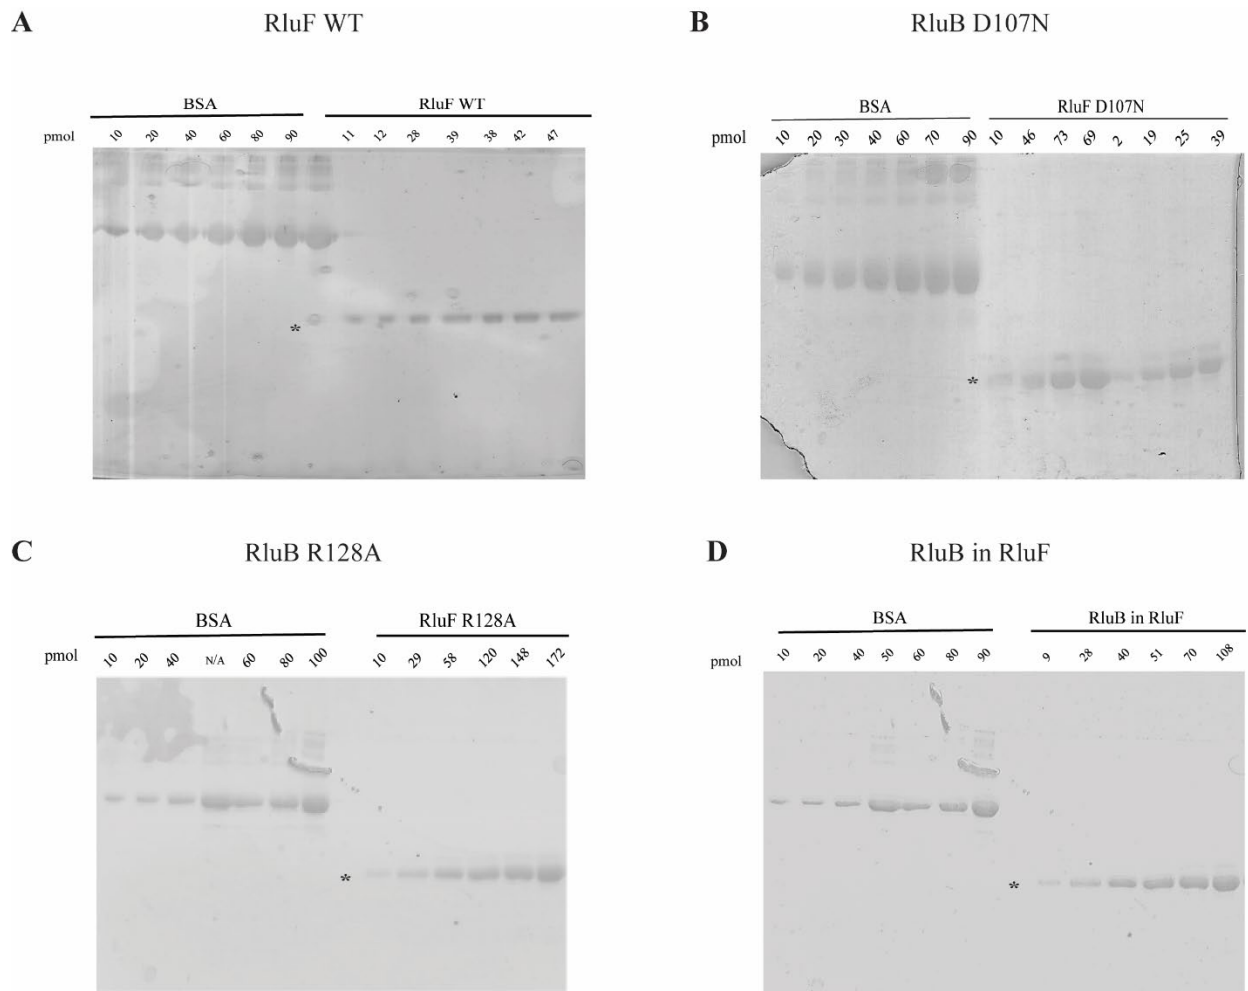 A RluF WT
BSA RluF WT
pmol 10 20 40 60 80 90 11 12 28 39 38 42 47
*
B RluB D107N
BSA RluF D107N
pmol 10 20 30 40 60 70 90 10 46 73 69 2 19 25 39
*
C RluB R128A
BSA RluF R128A
pmol 10 20 40 N/A 60 80 100 10 29 58 120 148 172
*
D RluB in RluF
BSA RluB in RluF
pmol 10 20 40 50 60 80 90 9 28 40 51 70 108
*